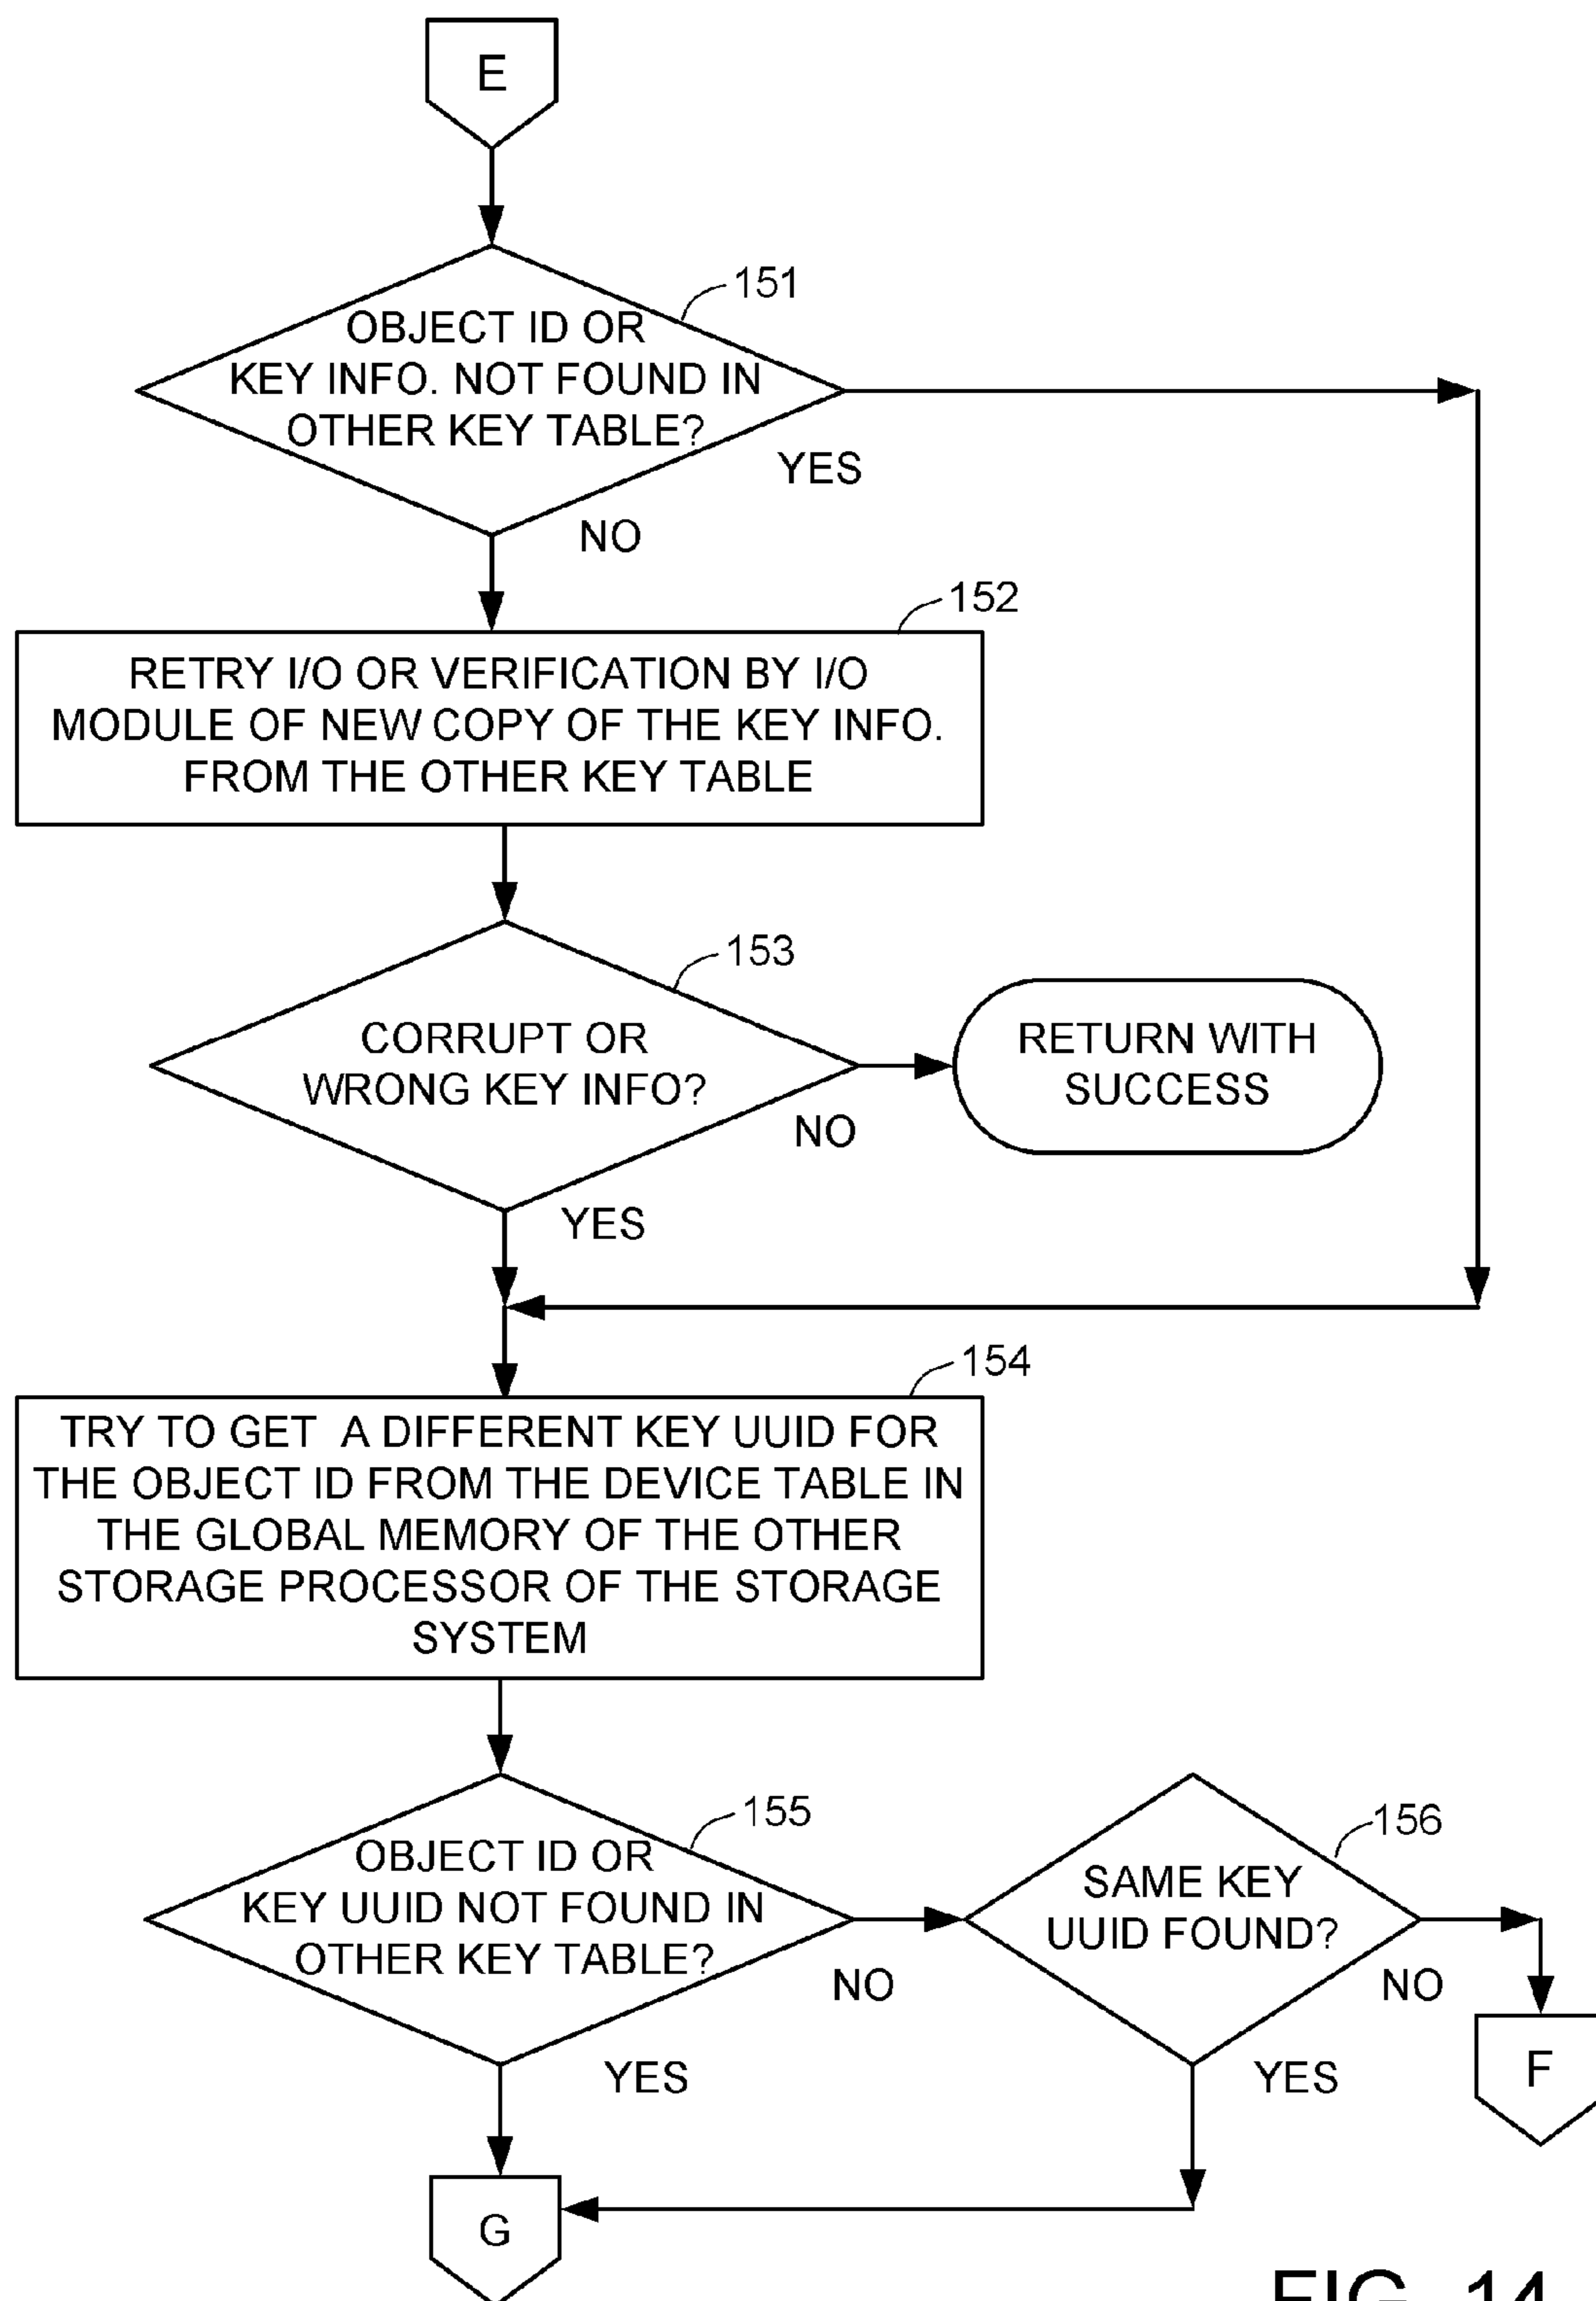 E
151
OBJECT ID OR
KEY INFO. NOT FOUND IN
OTHER KEY TABLE?
YES
NO
152
RETRY I/O OR VERIFICATION BY I/O
MODULE OF NEW COPY OF THE KEY INFO.
FROM THE OTHER KEY TABLE
153
CORRUPT OR
WRONG KEY INFO?
NO
RETURN WITH
SUCCESS
YES
154
TRY TO GET A DIFFERENT KEY UUID FOR
THE OBJECT ID FROM THE DEVICE TABLE IN
THE GLOBAL MEMORY OF THE OTHER
STORAGE PROCESSOR OF THE STORAGE
SYSTEM
155
OBJECT ID OR
KEY UUID NOT FOUND IN
OTHER KEY TABLE?
NO
YES
156
SAME KEY
UUID FOUND?
NO
YES
F
G
FIG. 14